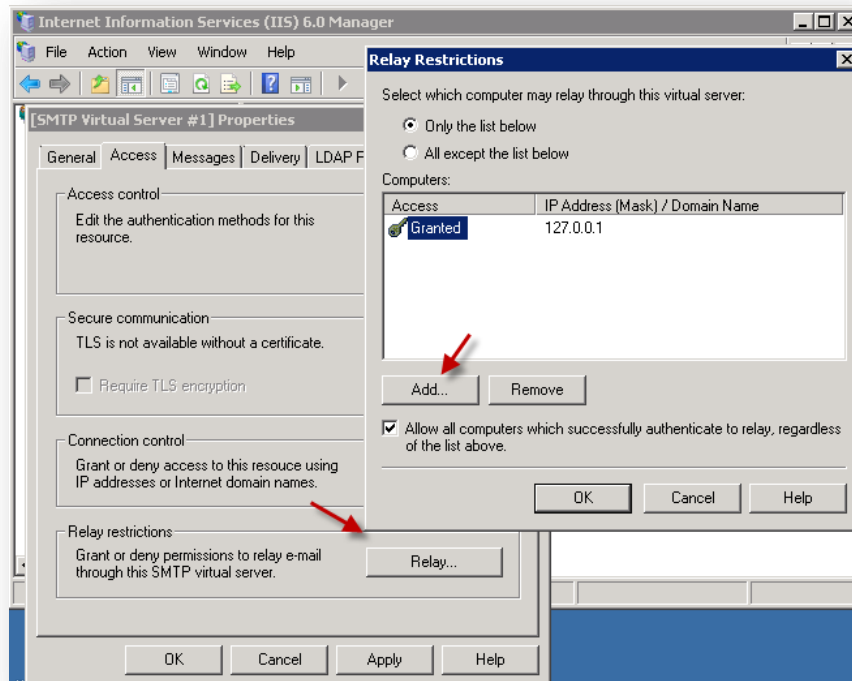 Internet Information Services (IIS) 6.0 Manager
File Action View Window Help
[SMTP Virtual Server #1] Properties
General Access Messages Delivery LDAP
Access control
Edit the authentication methods for this
resource.
Secure communication
TLS is not available without a certificate.
Require TLS encryption
Connection control
Grant or deny access to this resouce using
IP addresses or Internet domain names.
Relay restrictions
Grant or deny permissions to relay e-mail
through this SMTP virtual server.
Relay...
OK Cancel Apply Help
Relay Restrictions
Select which computer may relay through this virtual server:
Only the list below
All except the list below
Computers:
Access IP Address (Mask) / Domain Name
Granted 127.0.0.1
Add... Remove
Allow all computers which successfully authenticate to relay, regardless
of the list above.
OK Cancel Help